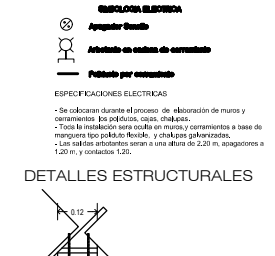 SIMBOLOGIA ELECTRICA
Apagador Sencillo
Arbotante en cadena de cerramiento
Poliducto por cerramiento
ESPECIFICACIONES ELECTRICAS
- Se colocaran durante el proceso de elaboración de muros y
cerramientos los poliductos, cajas, chalupas.
- Toda la instalación sera oculta en muros,y cerramientos a base de
manguera tipo poliducto flexible, y chalupas galvanizadas.
- Las salidas arbotantes seran a una altura de 2.20 m, apagadores a
1.20 m, y contactos 1.20.
DETALLES ESTRUCTURALES
0.12